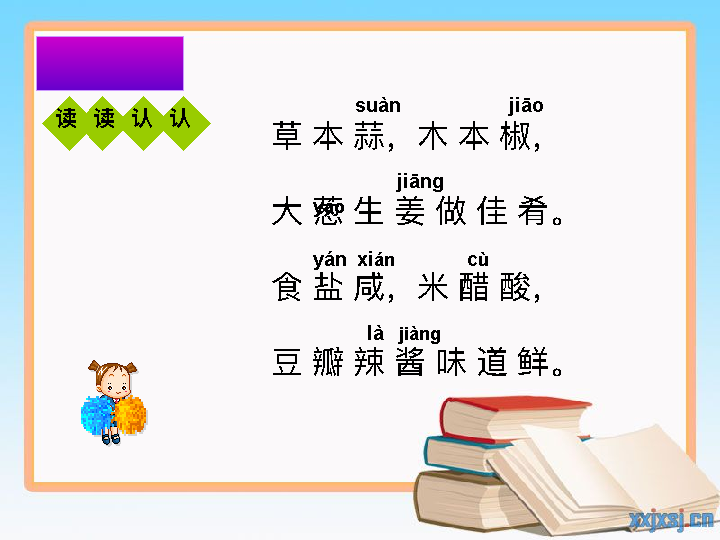 读读认认
suàn jiāo
草本蒜，木本椒，
jiāng
大葱生姜做佳肴。
yán xián cù
食盐咸，米醋酸，
là jiàng
豆瓣辣酱味道鲜。
xxjxsj.cn